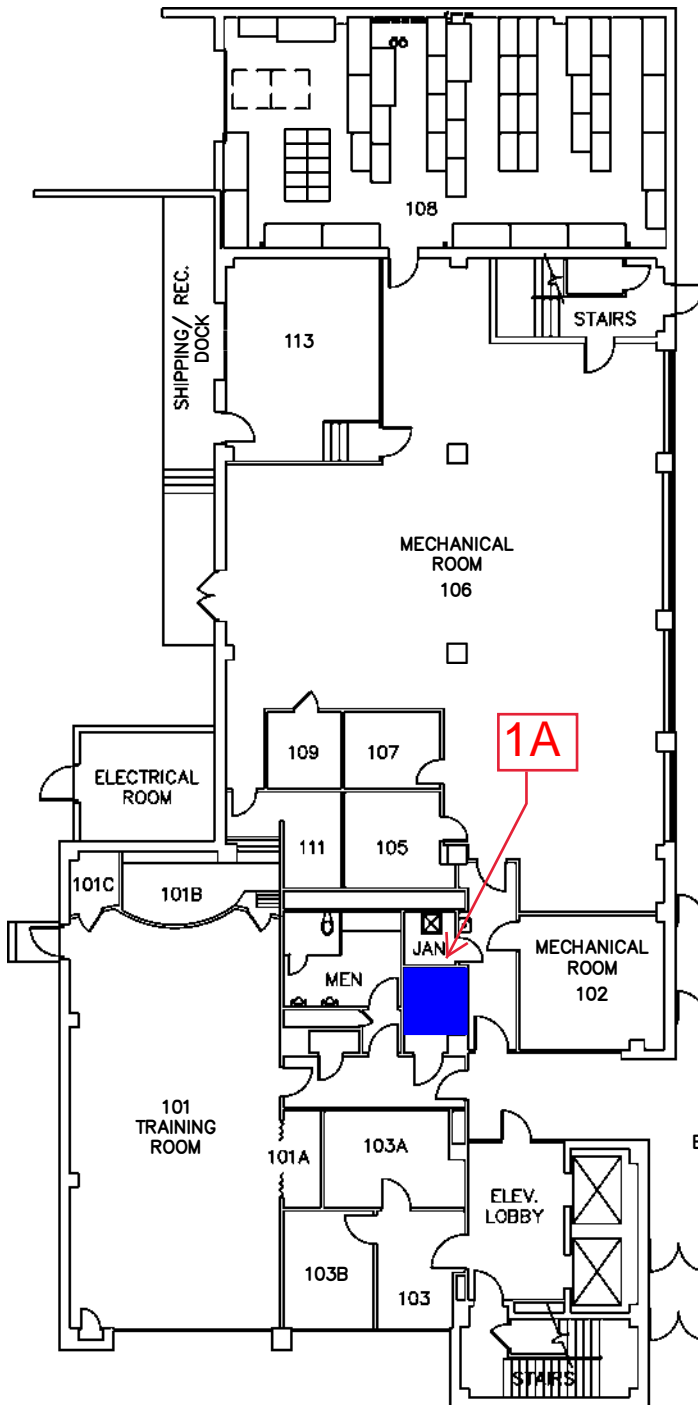 108
SHIPPING/ REC.
DOCK
113
STAIRS
MECHANICAL
ROOM
106
1A
109
107
ELECTRICAL
ROOM
111
105
101C
101B
JAN
MEN
MECHANICAL
ROOM
102
101
TRAINING
ROOM
101A
103A
E
ELEV.
LOBBY
103B
103
STAIRS